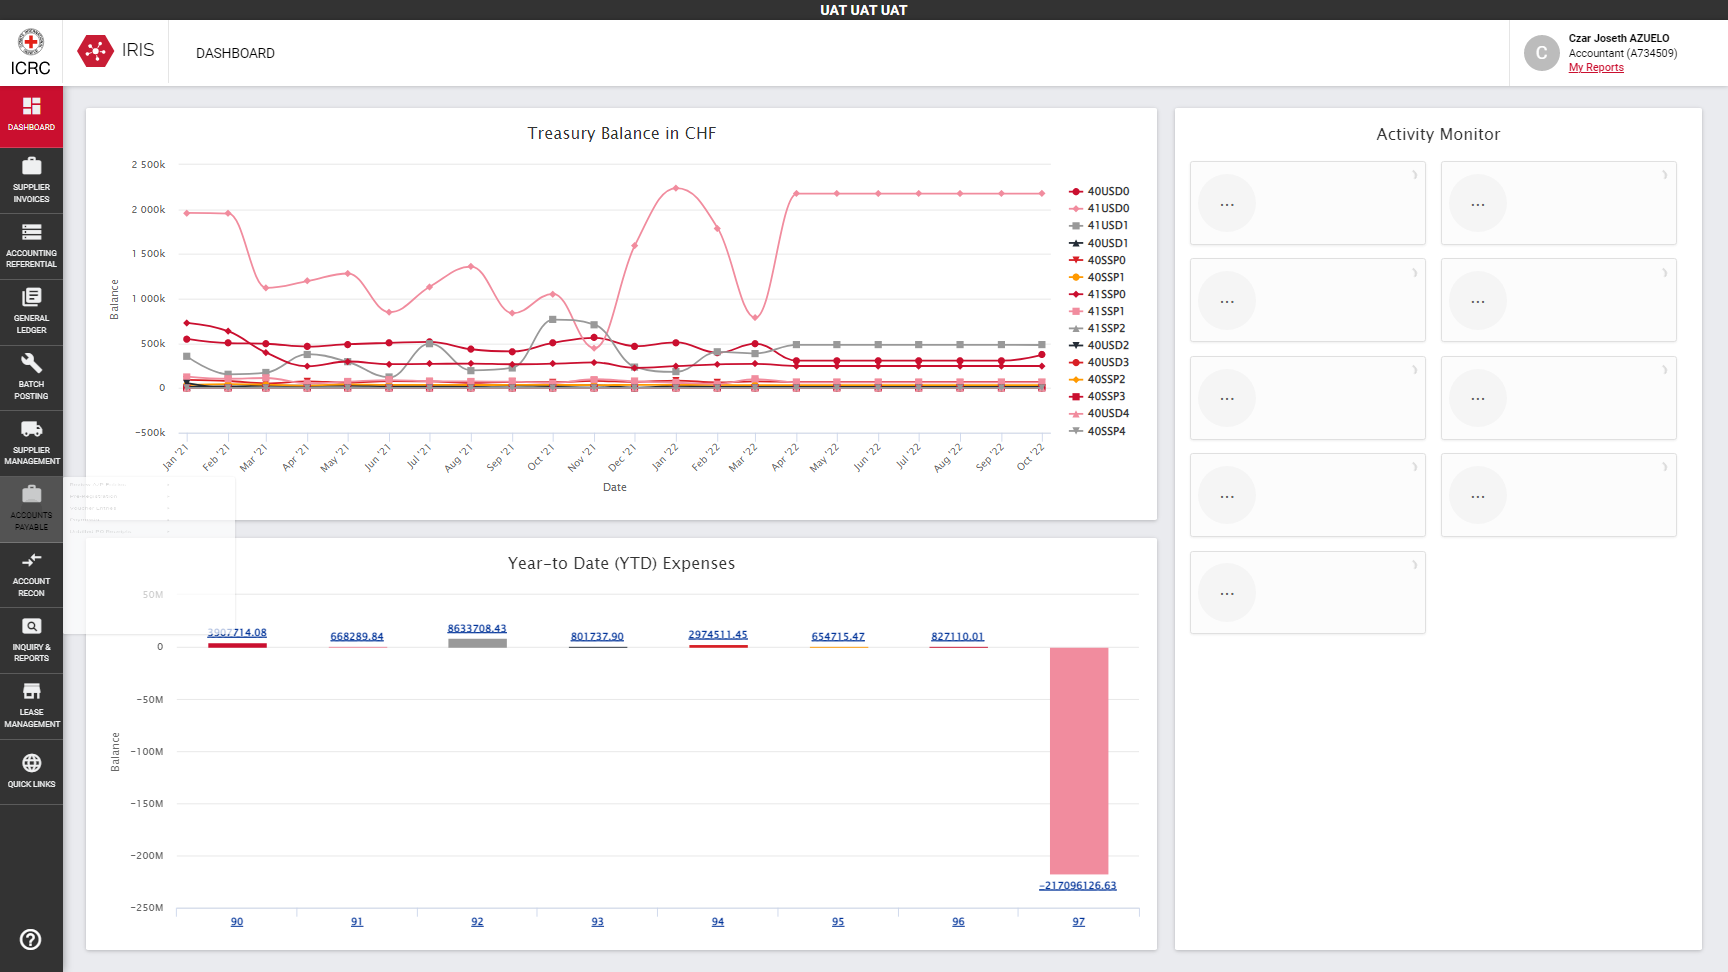 UAT UAT UAT
ICRC
IRIS
DASHBOARD
C
Czar Joseth AZUELO
Accountant (A734509)
My Reports
DASHBOARD
SUPPLIER
INVOICES
ACCOUNTING
REFERENTIAL
GENERAL
LEDGER
BATCH
POSTING
SUPPLIER
MANAGEMENT
ACCOUNTS
PAYABLE
ACCOUNT
RECON
INQUIRY &
REPORTS
LEASE
MANAGEMENT
QUICK LINKS
Treasury Balance in CHF
2 500k
2 000k
1 500k
1 000k
500k
0
-500k
Balance
Jan '21
Feb '21
Mar '21
Apr '21
May '21
Jun '21
Jul '21
Aug '21
Sep '21
Oct '21
Nov '21
Dec '21
Jan '22
Feb '22
Mar '22
Apr '22
May '22
Jun '22
Jul '22
Aug '22
Sep '22
Oct '22
Date
40USD0
41USD0
41USD1
40USD1
40SSP0
40SSP1
41SSP0
41SSP1
41SSP2
40USD2
40USD3
40SSP2
40SSP3
40USD4
40SSP4
Year-to Date (YTD) Expenses
50M
0
-50M
-100M
-150M
-200M
-250M
Balance
3907714.08
668289.84
8633708.43
801737.90
2974511.45
654715.47
827110.01
-217096126.63
90
91
92
93
94
95
96
97
Activity Monitor
...
...
...
...
...
...
...
...
...